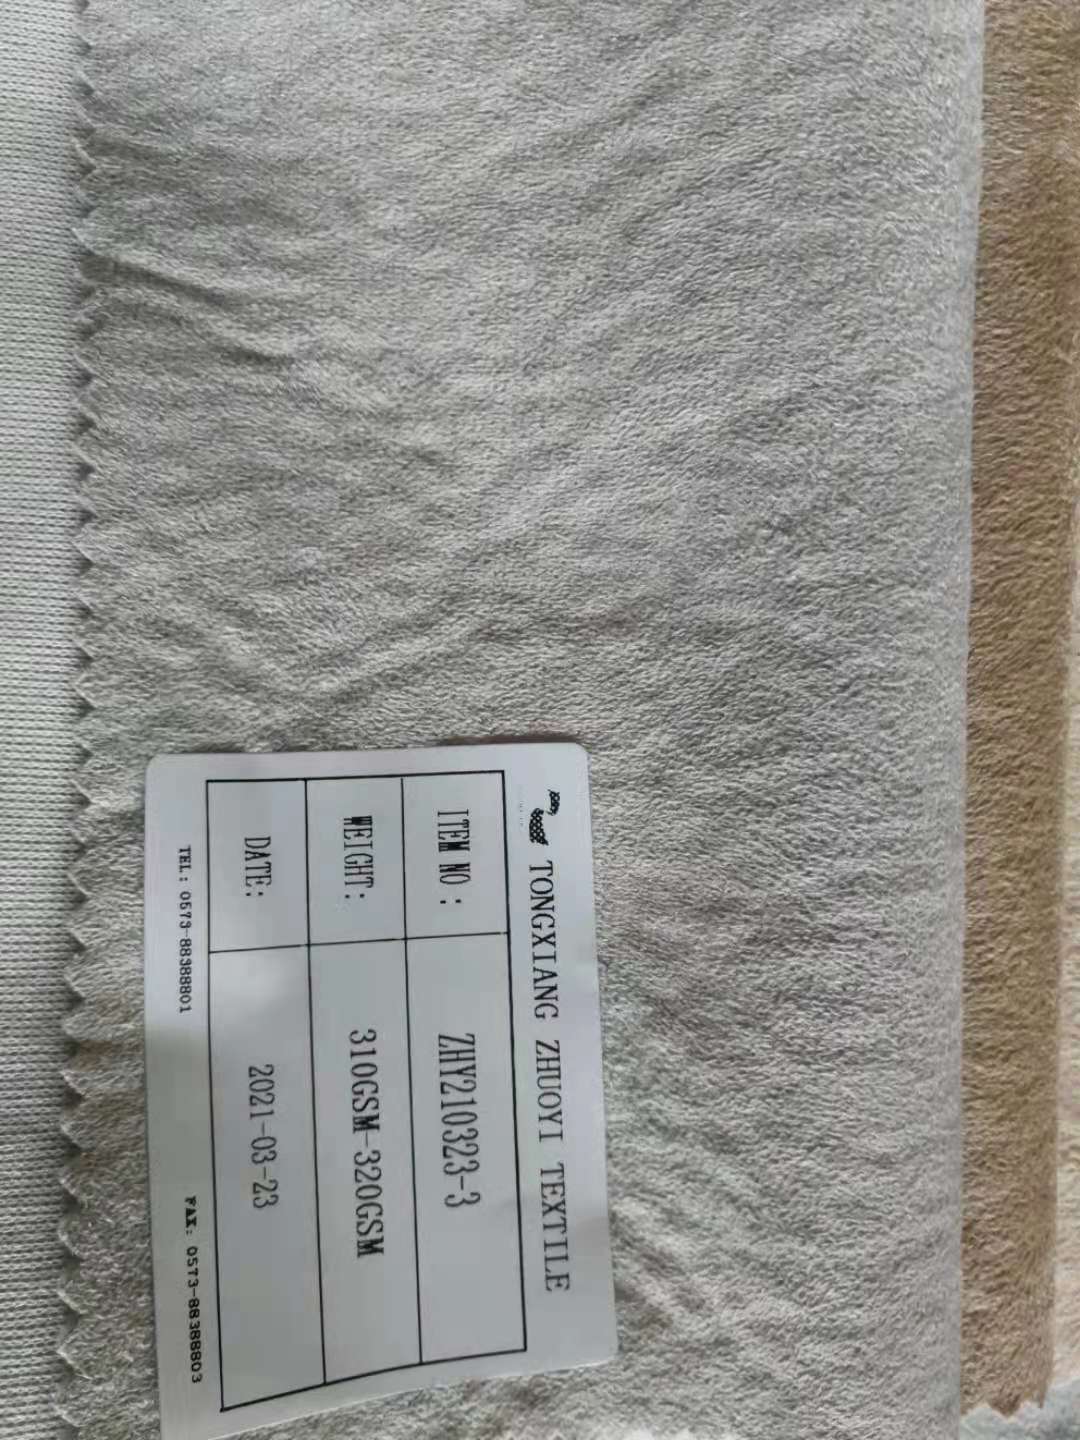 TONGXIANG ZHUOYI TEXTILE
ITEM NO: ZHY210323-3
WEIGHT: 310GSM-320GSM
DATE: 2021-03-23
TEL: 0573-88388801 FAX: 0573-88388803